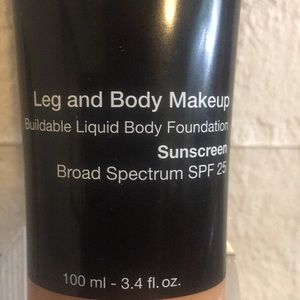 Leg and Body Makeup
Buildable Liquid Body Foundation
Sunscreen
Broad Spectrum SPF 25
100 ml - 3.4 fl. oz.